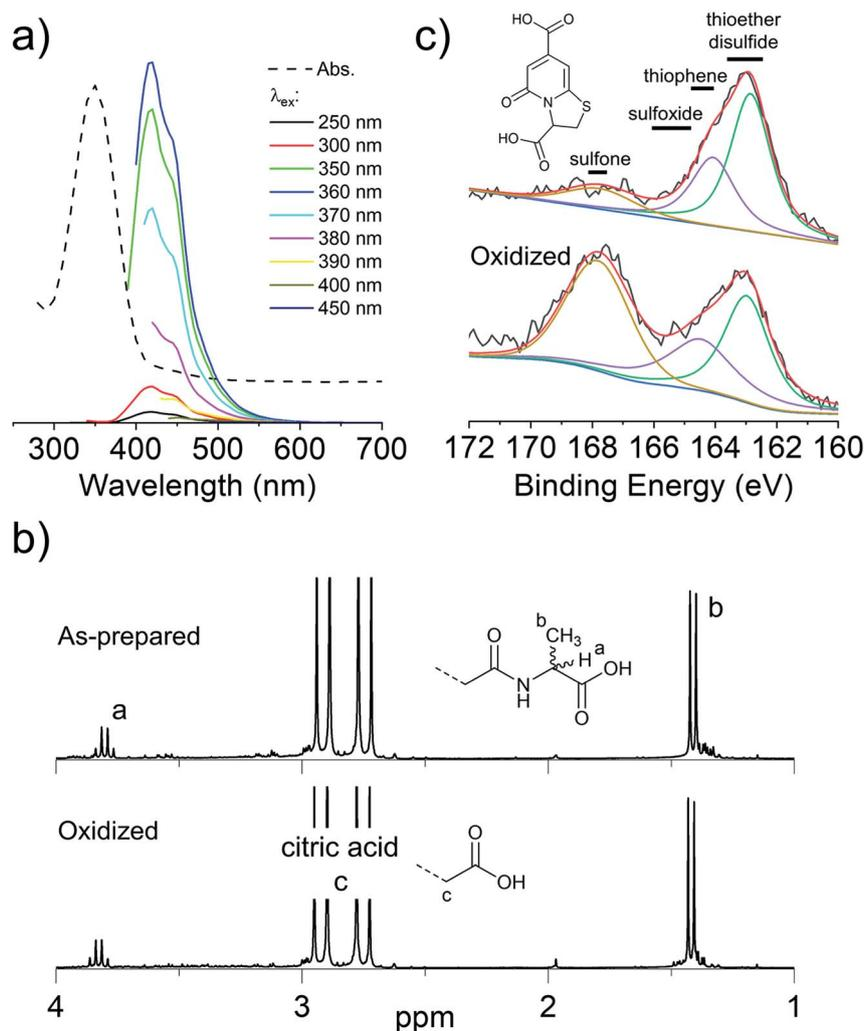 a)
Abs.
λex:
250 nm
300 nm
350 nm
360 nm
370 nm
380 nm
390 nm
400 nm
450 nm
300 400 500 600 700
Wavelength (nm)
c)
HO O
O N S
HO
O
thioether
disulfide
thiophene
sulfoxide
sulfone
Oxidized
172 170 168 166 164 162 160
Binding Energy (eV)
b)
As-prepared
a
O
N
H
b
CH3
H a
OH
O
b
Oxidized
citric acid
c
O
OH
c
4 3 2 1
ppm